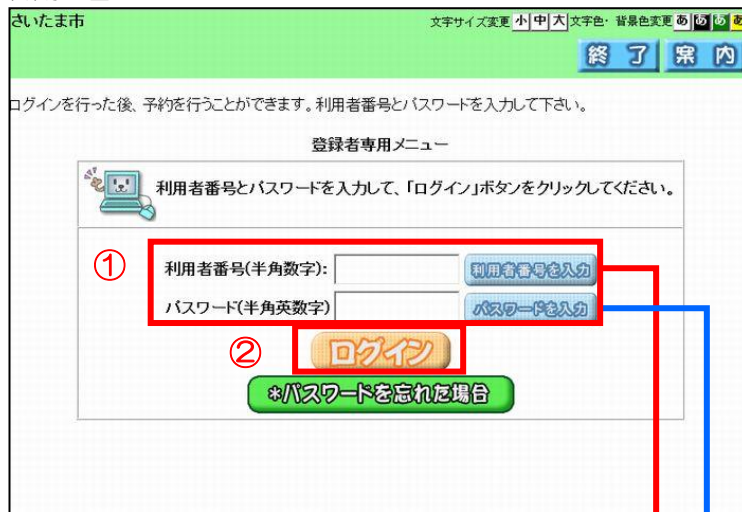 さいたま市 文字サイズ変更 小 中 大 文字色・背景色変更 あ あ あ あ
終了 案内
ログインを行った後、予約を行うことができます。利用者番号とパスワードを入力して下さい。
登録者専用メニュー
利用者番号とパスワードを入力して、「ログイン」ボタンをクリックしてください。
① 利用者番号(半角数字): 利用者番号を入力
パスワード(半角英数字) パスワードを入力
② ログイン
*パスワードを忘れた場合